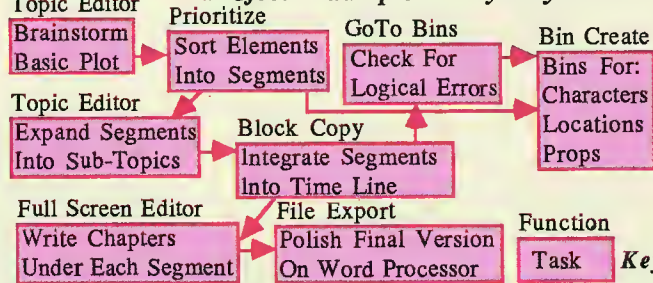 Topic Editor
Brainstorm
Basic Plot
Prioritize
Sort Elements
Into Segments
GoTo Bins
Check For
Logical Errors
Bin Create
Bins For:
Characters
Locations
Props
Topic Editor
Expand Segments
Into Sub-Topics
Block Copy
Integrate Segments
Into Time Line
Full Screen Editor
Write Chapters
Under Each Segment
File Export
Polish Final Version
On Word Processor
Function
Task